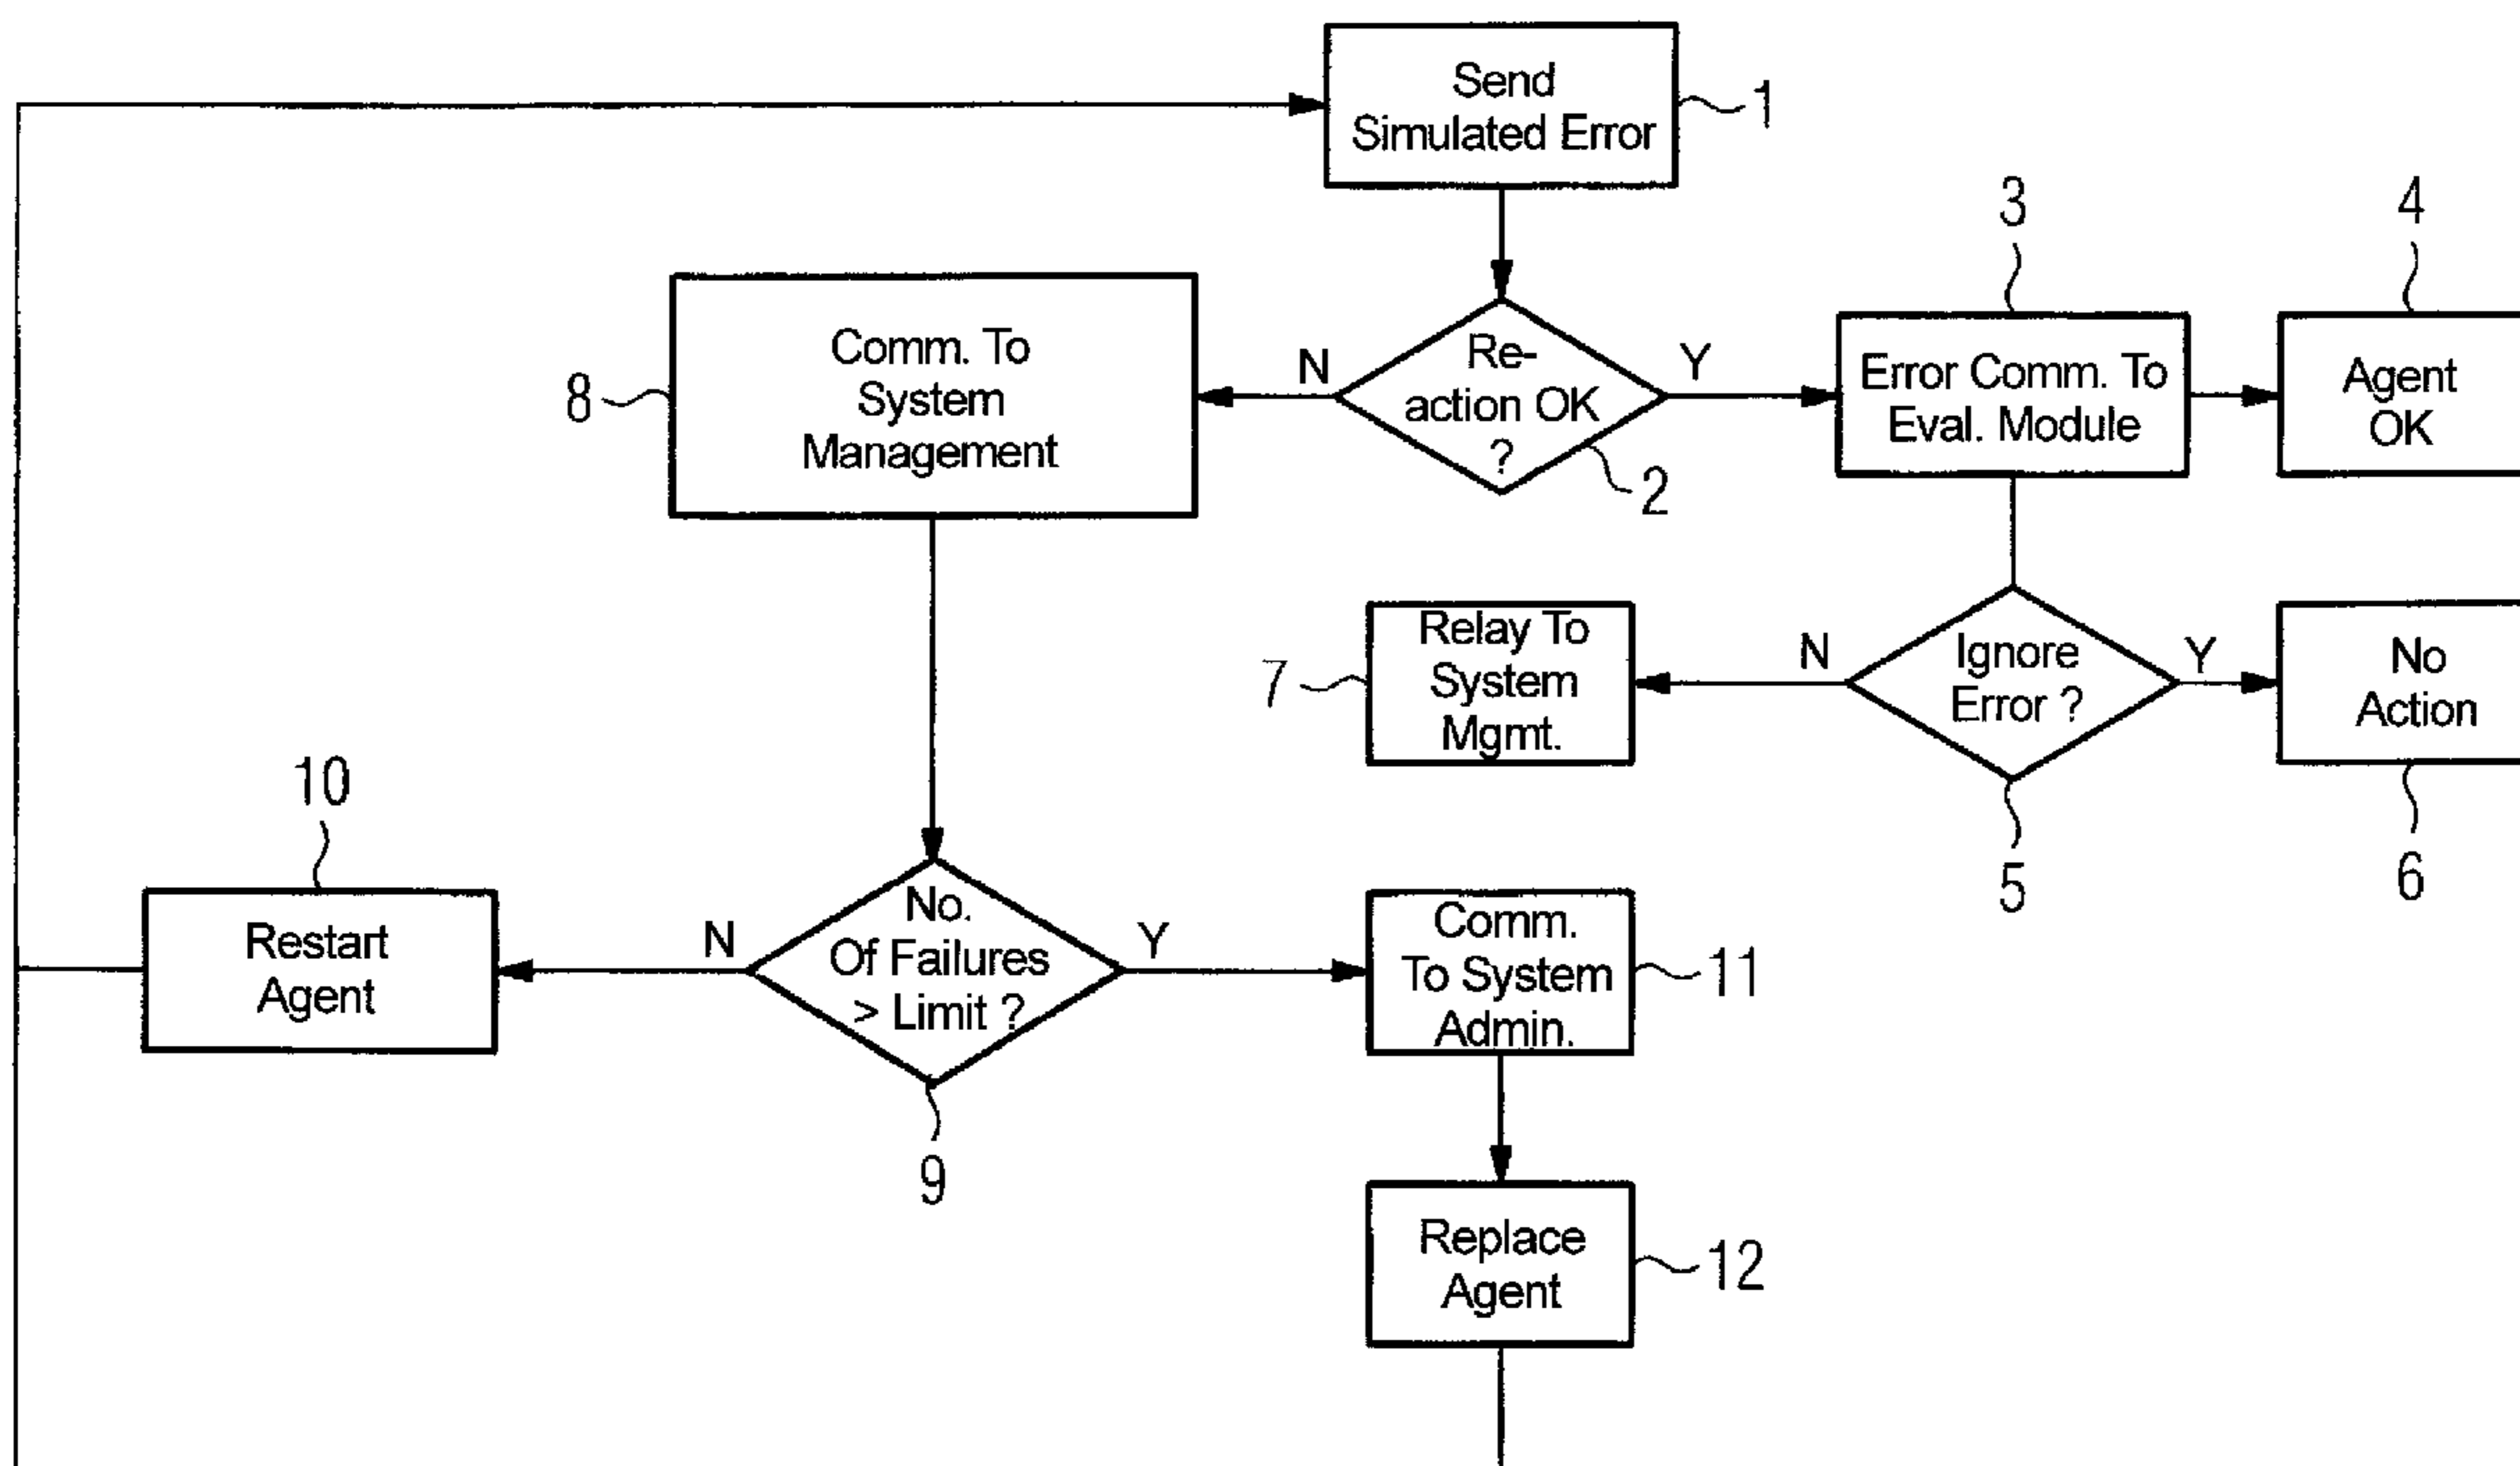 Send
Simulated Error
1
3
4
Comm. To
System
Management
8
N
Re-
action OK
?
Y
2
Error Comm. To
Eval. Module
Agent
OK
Relay To
System
Mgmt.
7
N
Ignore
Error ?
Y
5
No
Action
6
10
Restart
Agent
N
No.
Of Failures
> Limit ?
Y
9
Comm.
To System
Admin.
11
Replace
Agent
12